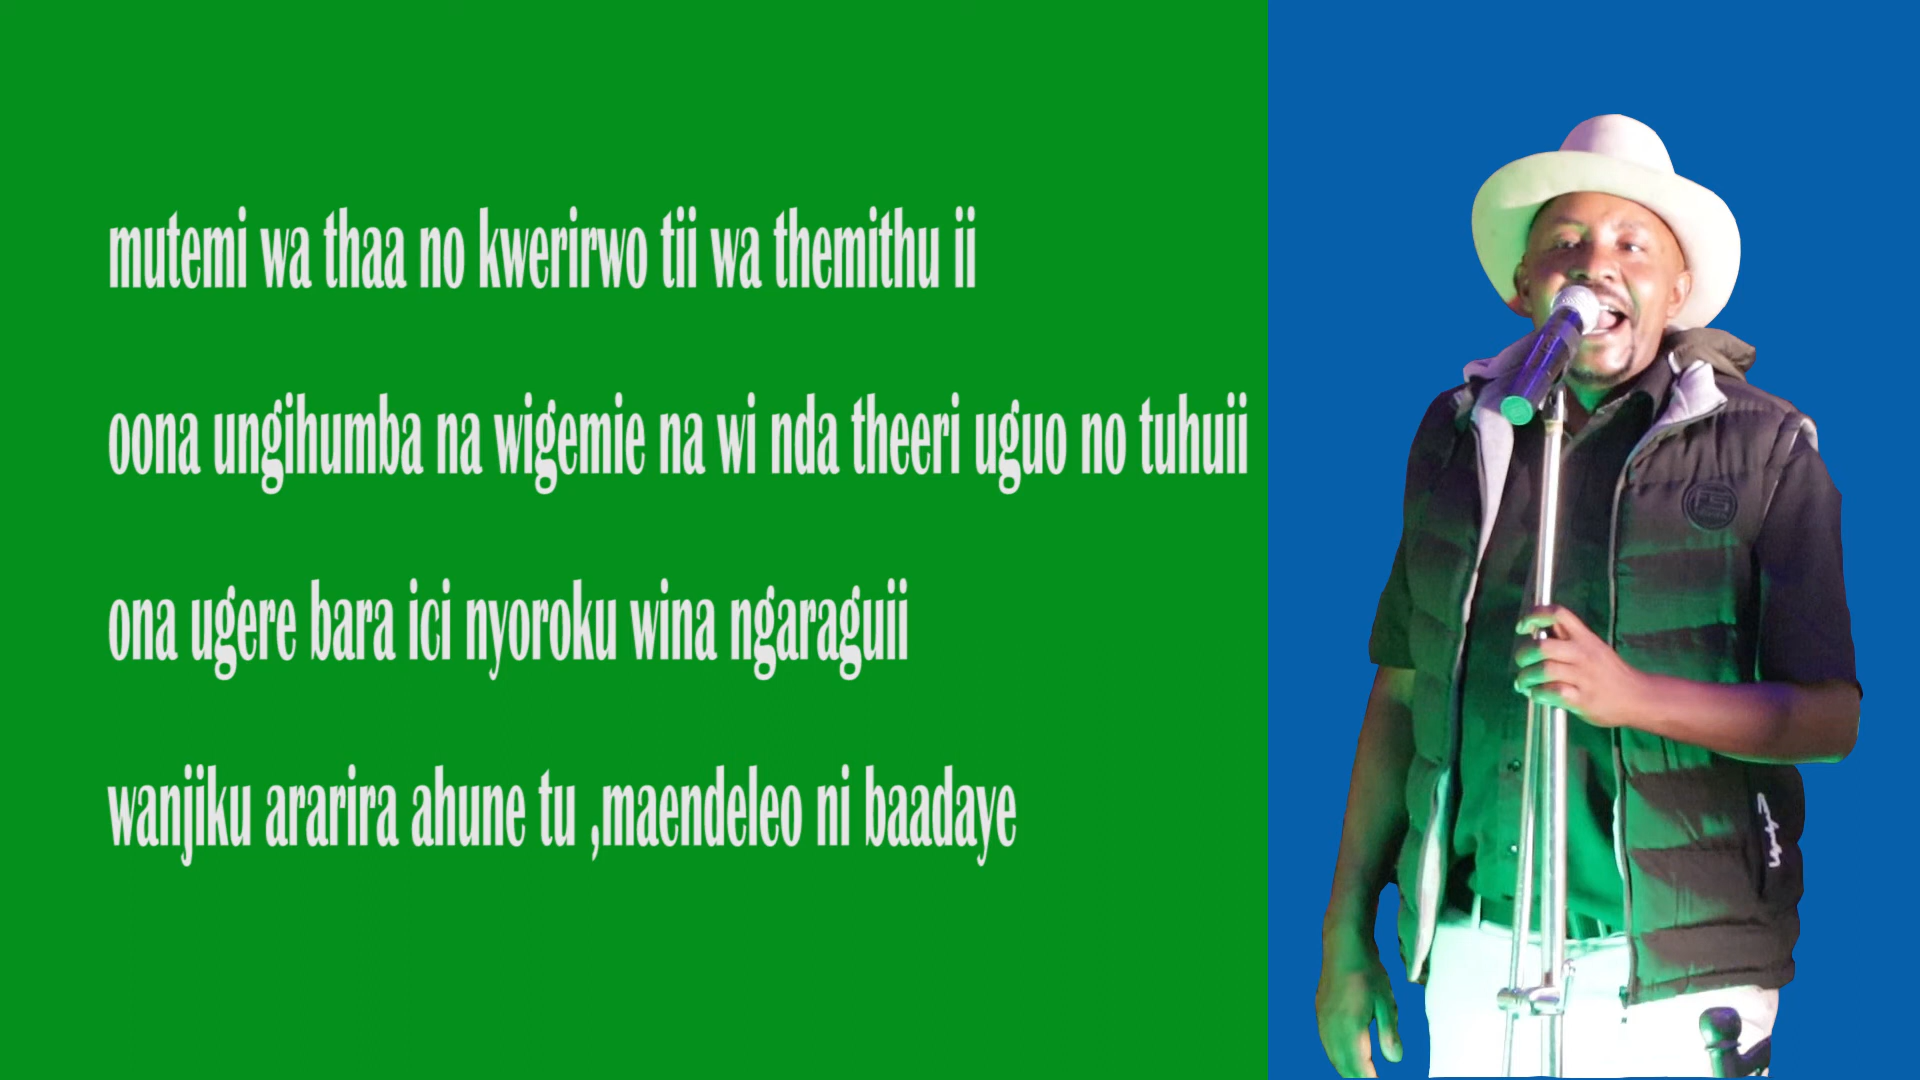 mutemi wa thaa no kwerirwo tii wa themithu ii
oona ungihumba na wigemie na wi nda theeri uguo no tuhuii
ona ugere bara ici nyoroku wina ngaraguii
wanjiku ararira ahune tu ,maendeleo ni baadaye